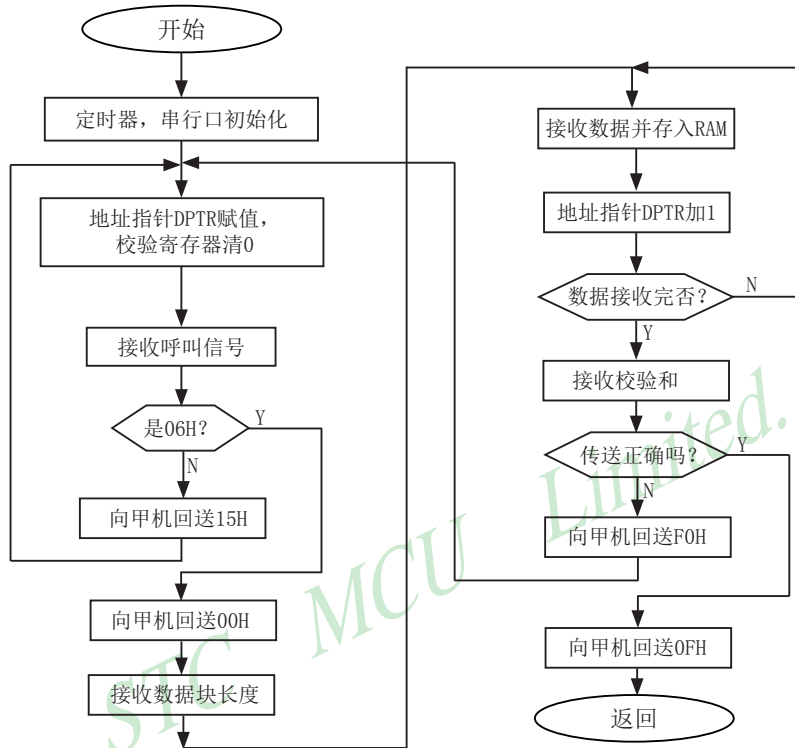 开始
定时器，串行口初始化
地址指针DPTR赋值，
校验寄存器清0
接收呼叫信号
是06H？
Y
N
向甲机回送15H
向甲机回送00H
接收数据块长度
接收数据并存入RAM
地址指针DPTR加1
数据接收完否？
N
Y
接收校验和
传送正确吗？
Y
N
向甲机回送F0H
向甲机回送0FH
返回
STC MCU Limited.